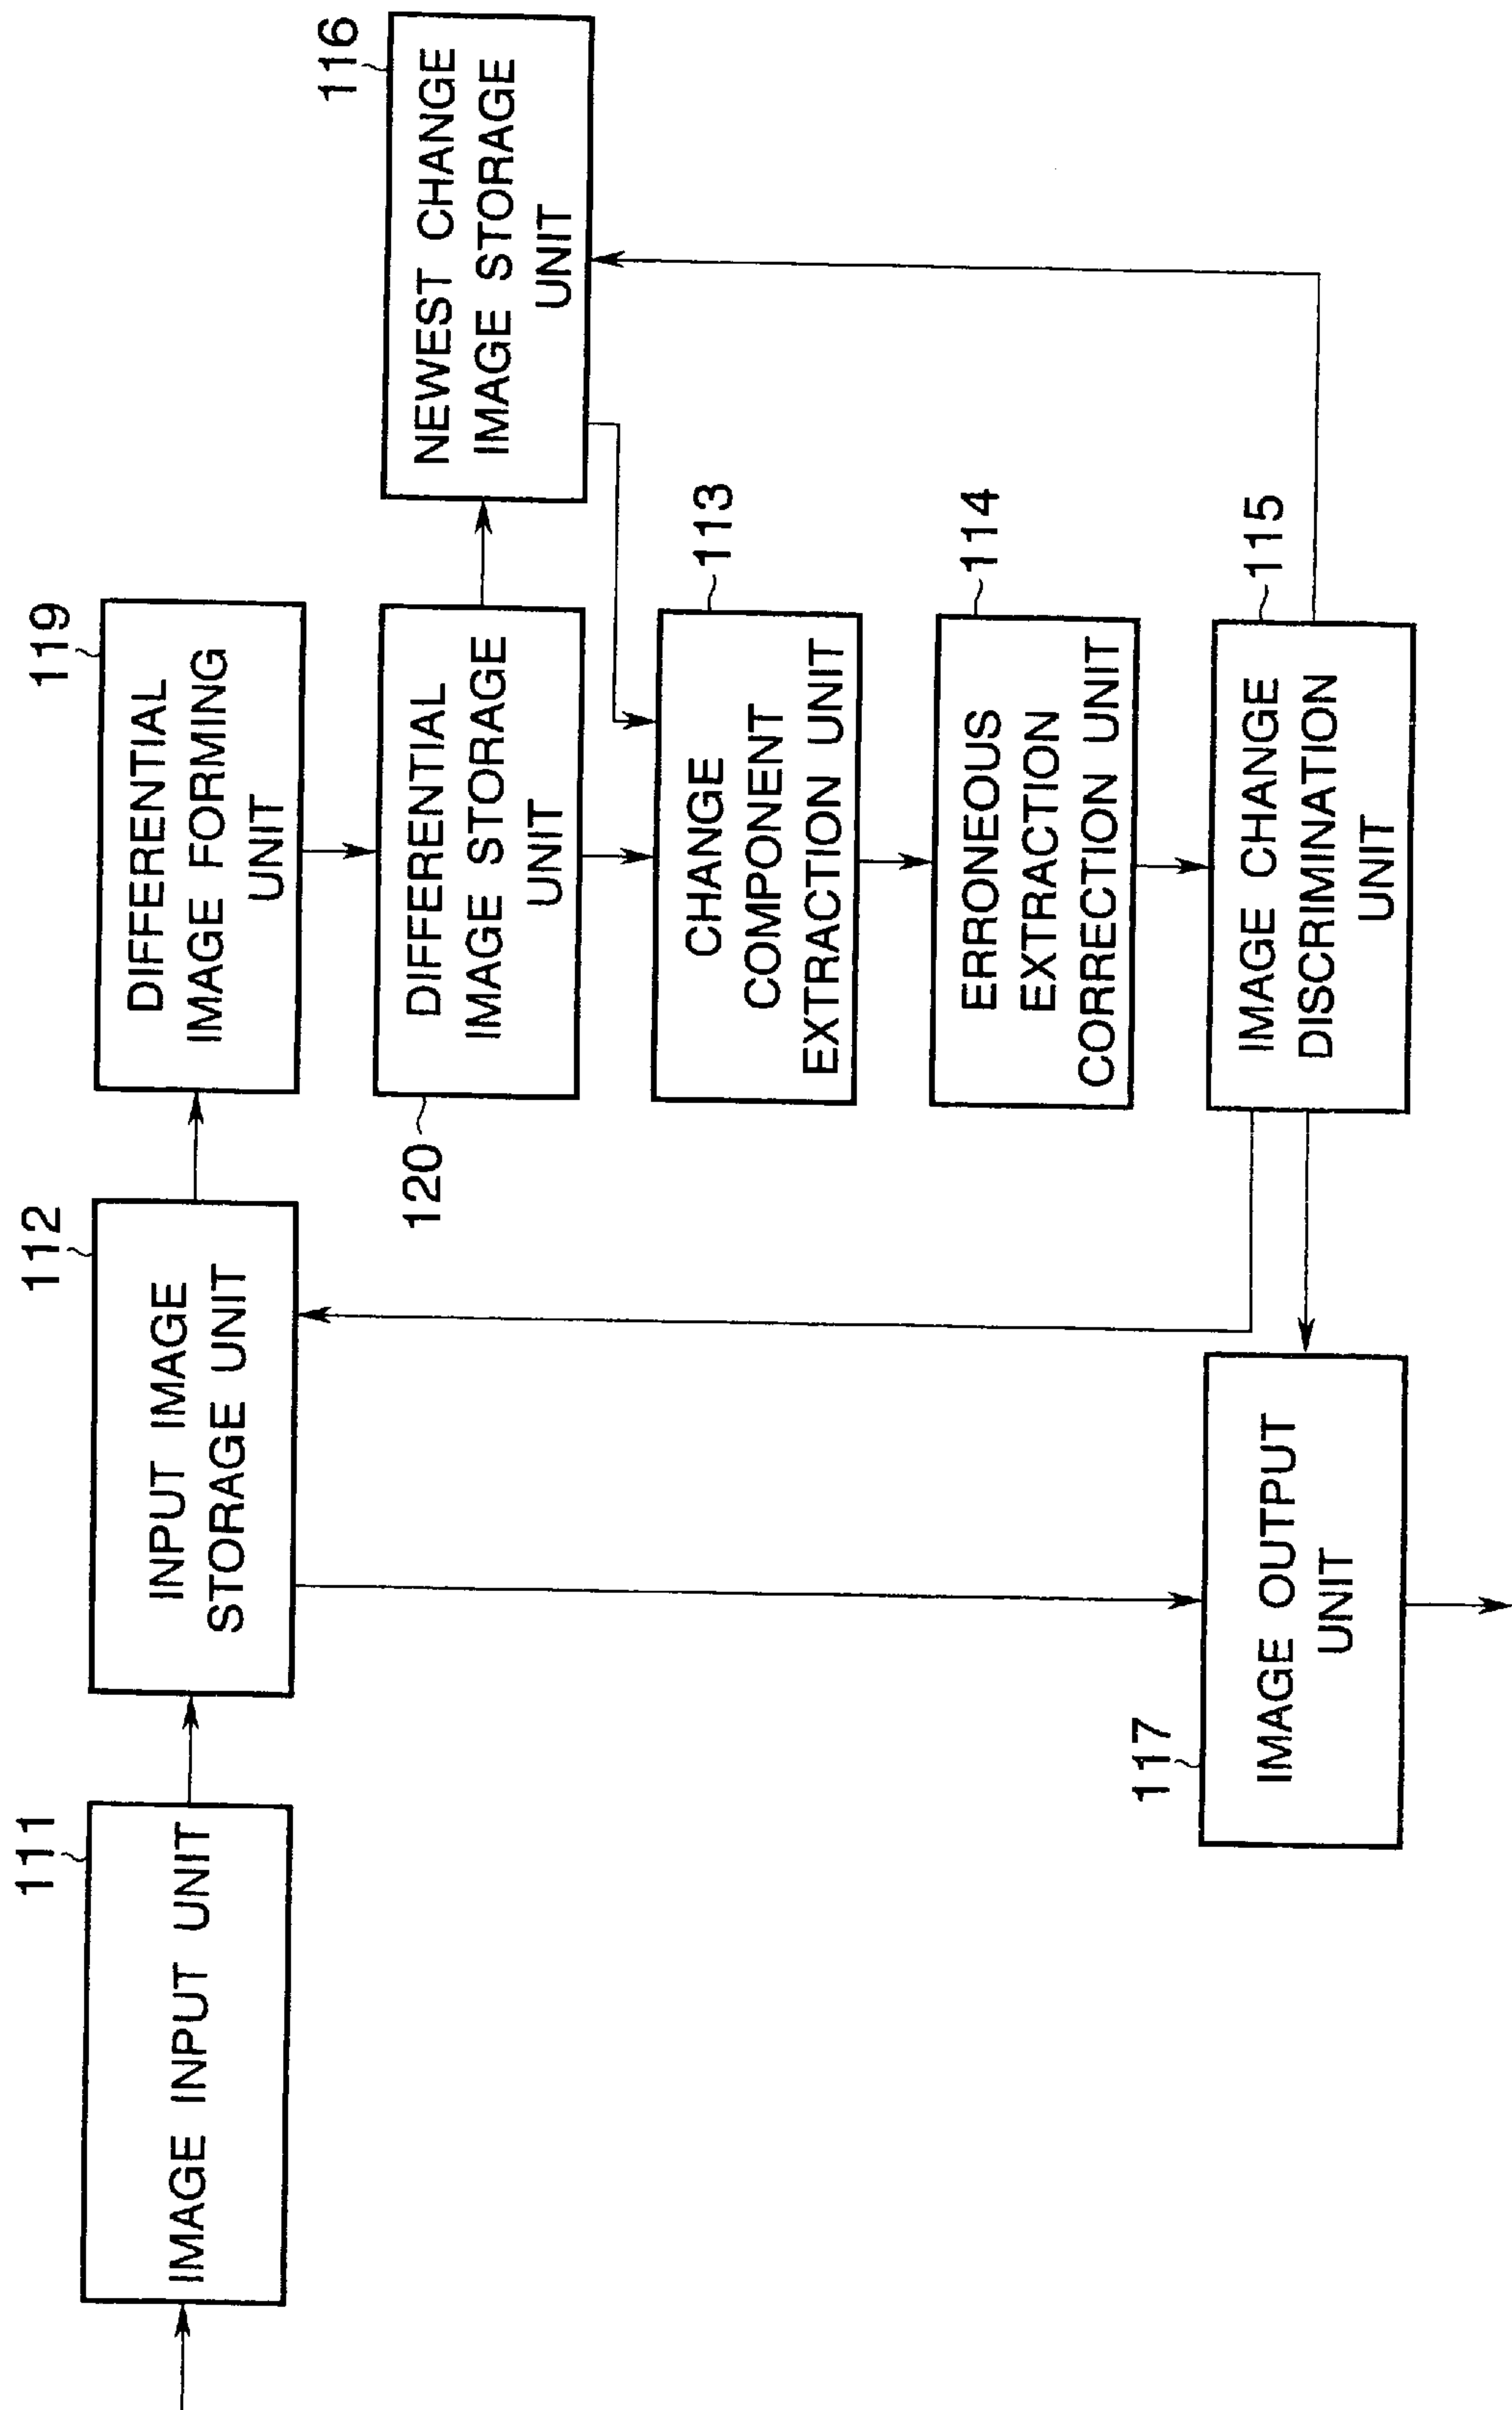 111
IMAGE INPUT UNIT
112
INPUT IMAGE
STORAGE UNIT
119
DIFFERENTIAL
IMAGE FORMING
UNIT
120
DIFFERENTIAL
IMAGE STORAGE
UNIT
116
NEWEST CHANGE
IMAGE STORAGE
UNIT
113
CHANGE
COMPONENT
EXTRACTION UNIT
114
ERRONEOUS
EXTRACTION
CORRECTION UNIT
115
IMAGE CHANGE
DISCRIMINATION
UNIT
117
IMAGE OUTPUT
UNIT